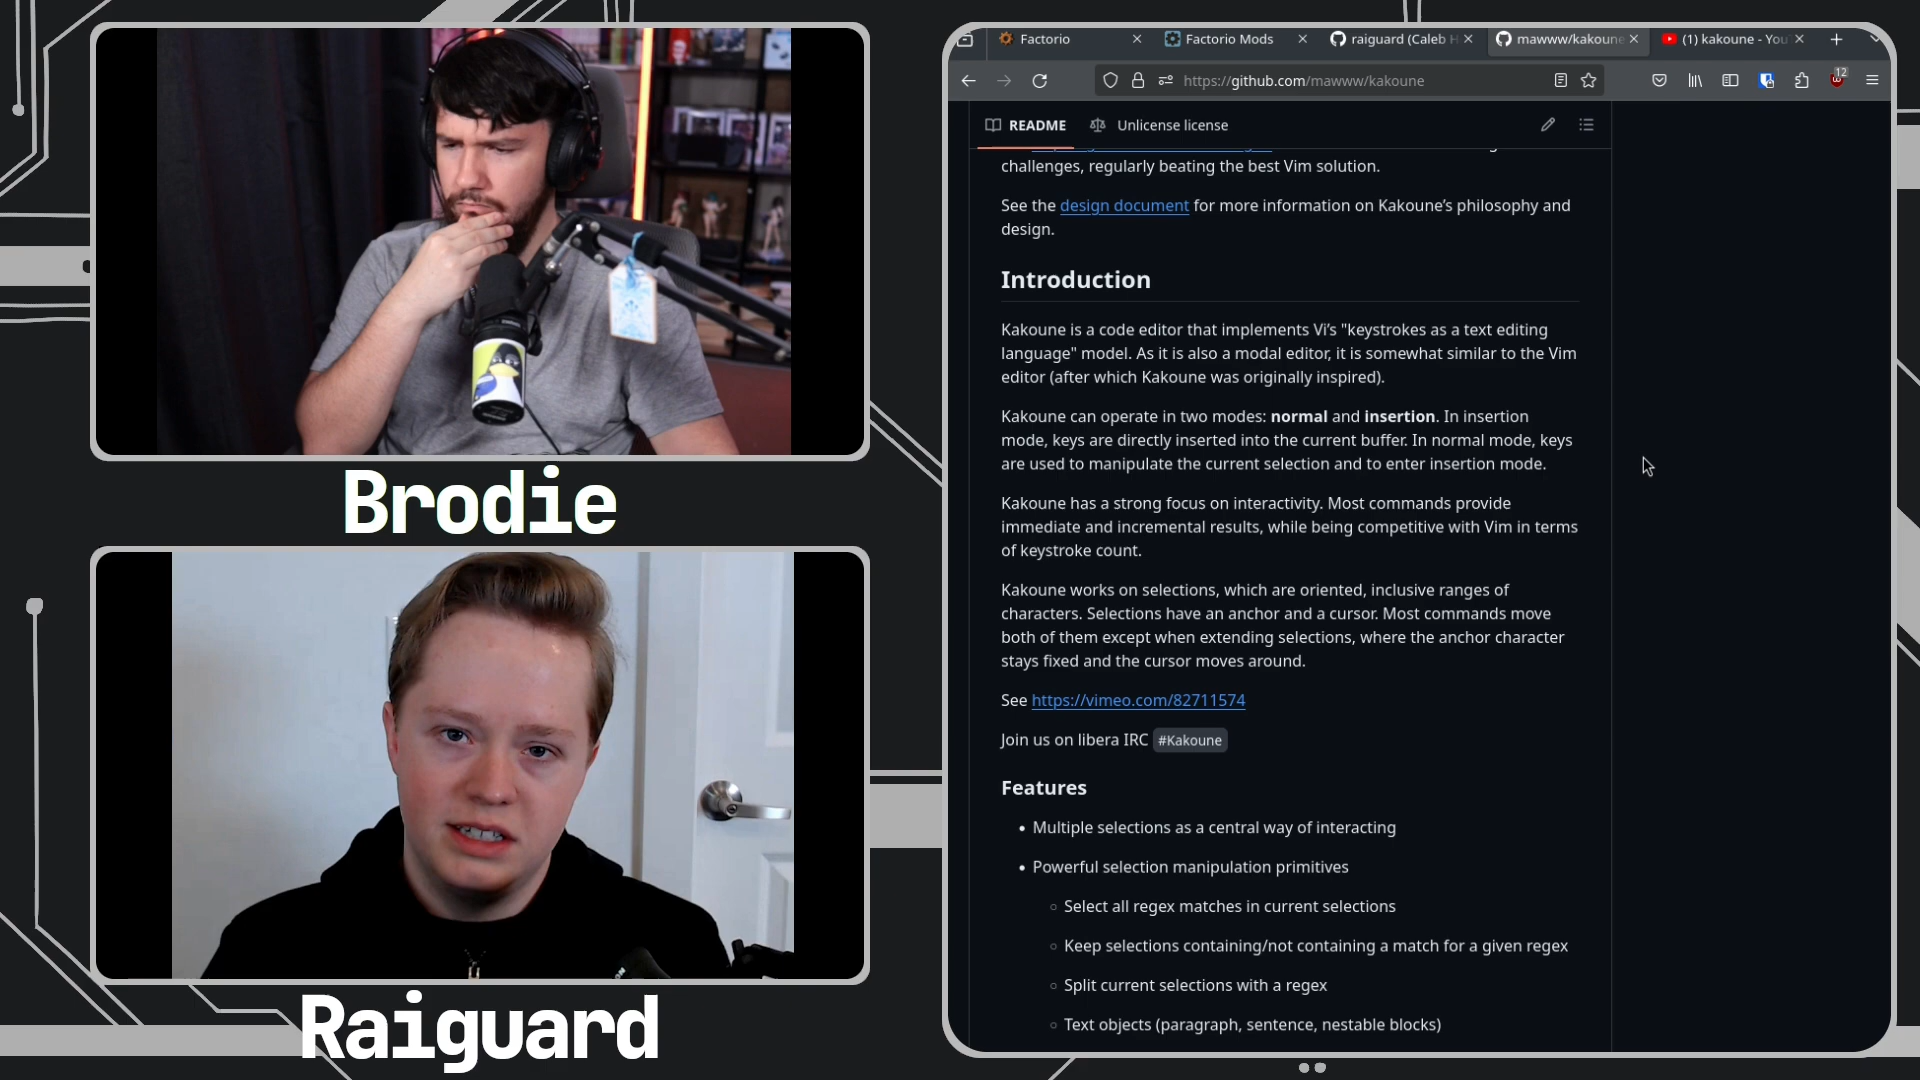 Factorio
Factorio Mods
raiguard (Caleb H
mawww/kakoune
(1) kakoune - You
https://github.com/mawww/kakoune
12
README
Unlicense license
challenges, regularly beating the best Vim solution.
See the design document for more information on Kakoune’s philosophy and
design.
Introduction
Kakoune is a code editor that implements Vi’s "keystrokes as a text editing
language" model. As it is also a modal editor, it is somewhat similar to the Vim
editor (after which Kakoune was originally inspired).
Kakoune can operate in two modes: normal and insertion. In insertion
mode, keys are directly inserted into the current buffer. In normal mode, keys
are used to manipulate the current selection and to enter insertion mode.
Kakoune has a strong focus on interactivity. Most commands provide
immediate and incremental results, while being competitive with Vim in terms
of keystroke count.
Kakoune works on selections, which are oriented, inclusive ranges of
characters. Selections have an anchor and a cursor. Most commands move
both of them except when extending selections, where the anchor character
stays fixed and the cursor moves around.
See https://vimeo.com/82711574
Join us on libera IRC #Kakoune
Features
• Multiple selections as a central way of interacting
• Powerful selection manipulation primitives
◦ Select all regex matches in current selections
◦ Keep selections containing/not containing a match for a given regex
◦ Split current selections with a regex
◦ Text objects (paragraph, sentence, nestable blocks)
Brodie
Raiguard